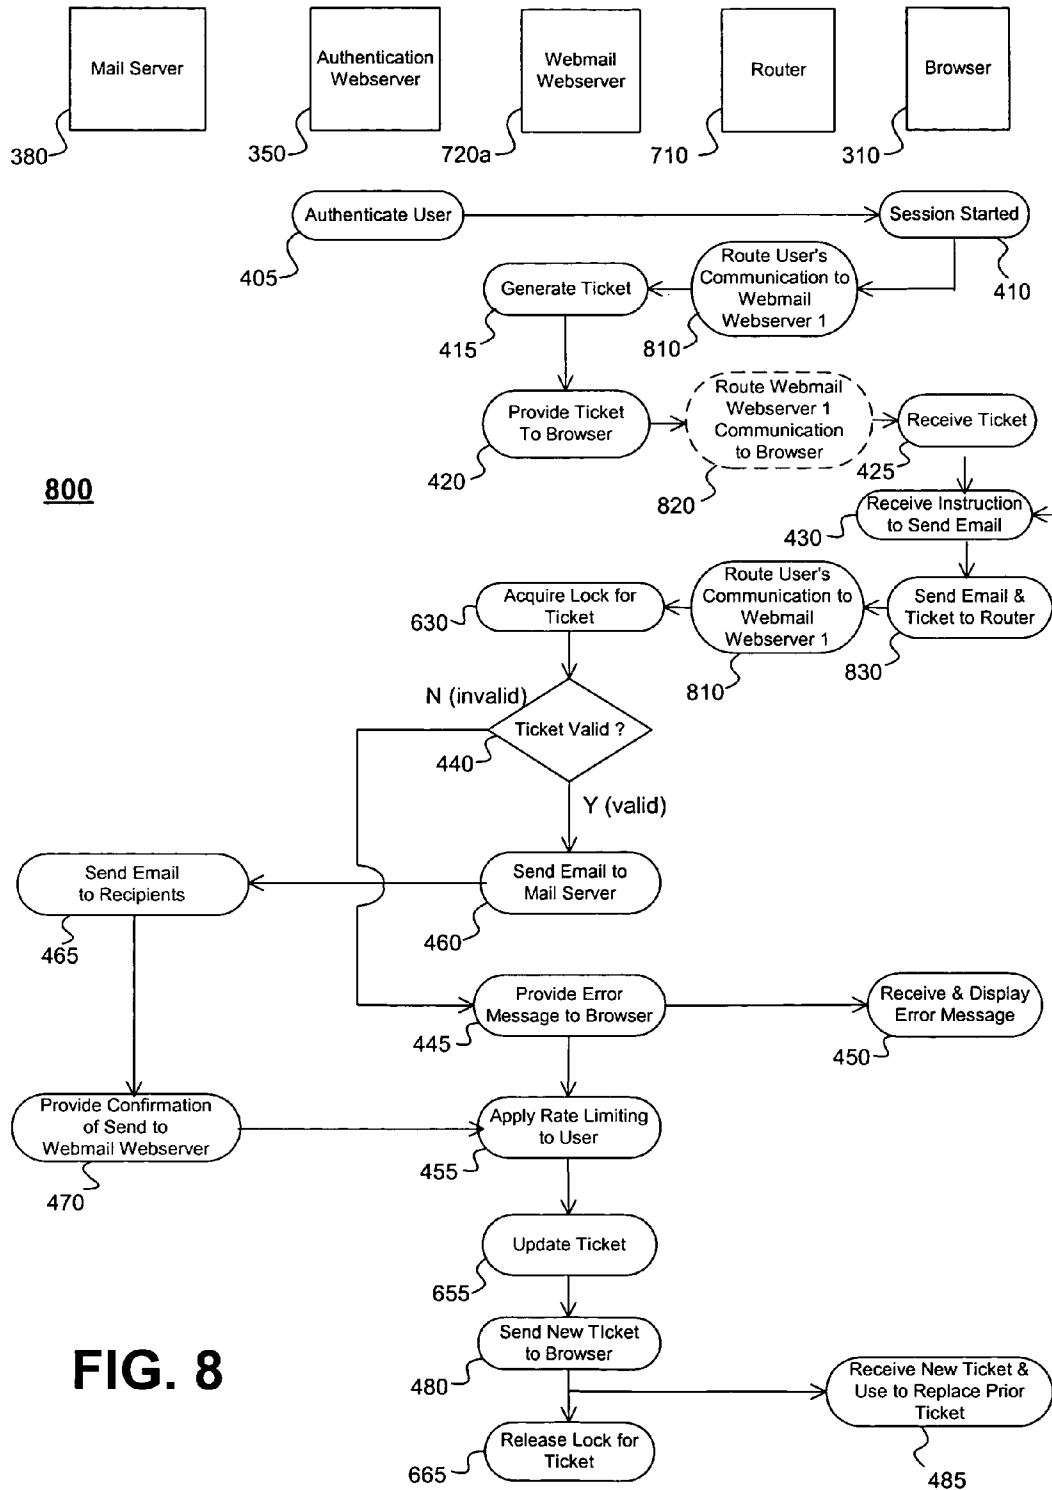 Mail Server
Authentication
Webserver
Webmail
Webserver
Router
Browser
380
350
720a
710
310
Authenticate User
Session Started
405
410
Route User's
Communication to
Webmail
Webserver 1
Generate Ticket
415
810
Provide Ticket
To Browser
Route Webmail
Webserver 1
Communication
to Browser
Receive Ticket
420
820
425
800
Receive Instruction
to Send Email
430
Acquire Lock for
Ticket
Route User's
Communication to
Webmail
Webserver 1
Send Email &
Ticket to Router
630
810
830
N (invalid)
Ticket Valid ?
440
Y (valid)
Send Email
to Recipients
Send Email to
Mail Server
465
460
Provide Error
Message to Browser
Receive & Display
Error Message
445
450
Provide Confirmation
of Send to
Webmail Webserver
Apply Rate Limiting
to User
470
455
Update Ticket
655
Send New TIcket
to Browser
480
FIG. 8
Receive New Ticket &
Use to Replace Prior
Ticket
Release Lock for
Ticket
665
485